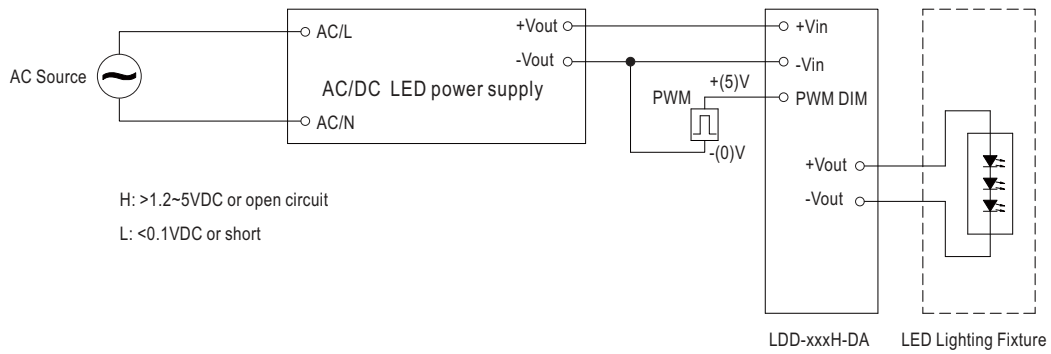 AC Source
AC/L
AC/N
+Vout
-Vout
AC/DC LED power supply
PWM
+(5)V
-(0)V
+Vin
-Vin
PWM DIM
+Vout
-Vout
H: >1.2~5VDC or open circuit
L: <0.1VDC or short
LDD-xxxH-DA
LED Lighting Fixture